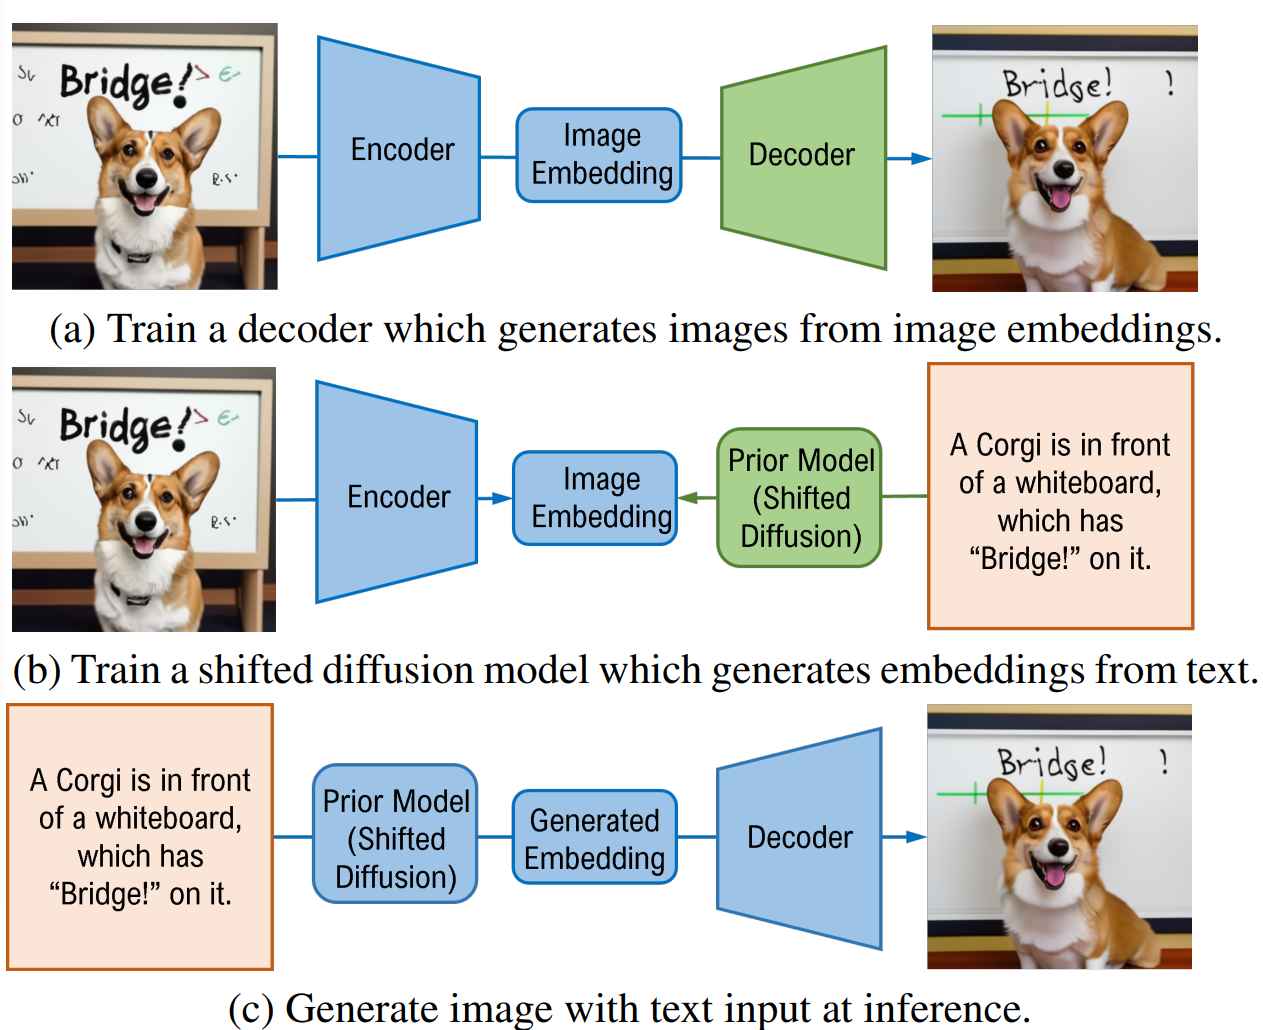 Bridge!
Encoder
Image
Embedding
Decoder
Bridge! !
(a) Train a decoder which generates images from image embeddings.
Bridge!
Encoder
Image
Embedding
Prior Model
(Shifted
Diffusion)
A Corgi is in front
of a whiteboard,
which has
“Bridge!” on it.
(b) Train a shifted diffusion model which generates embeddings from text.
A Corgi is in front
of a whiteboard,
which has
“Bridge!” on it.
Prior Model
(Shifted
Diffusion)
Generated
Embedding
Decoder
Bridge! !
(c) Generate image with text input at inference.